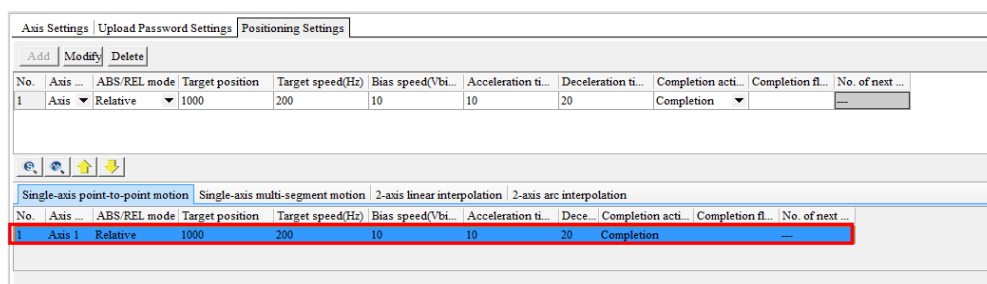 Axis Settings Upload Password Settings Positioning Settings
Add Modify Delete
No. Axis ... ABS/REL mode Target position Target speed(Hz) Bias speed(Vbi... Acceleration ti... Deceleration ti... Completion acti... Completion fl... No. of next ...
1 Axis Relative 1000 200 10 10 20 Completion ---
Single-axis point-to-point motion Single-axis multi-segment motion 2-axis linear interpolation 2-axis arc interpolation
No. Axis ... ABS/REL mode Target position Target speed(Hz) Bias speed(Vbi... Acceleration ti... Dece... Completion acti... Completion fl... No. of next ...
1 Axis 1 Relative 1000 200 10 10 20 Completion ---